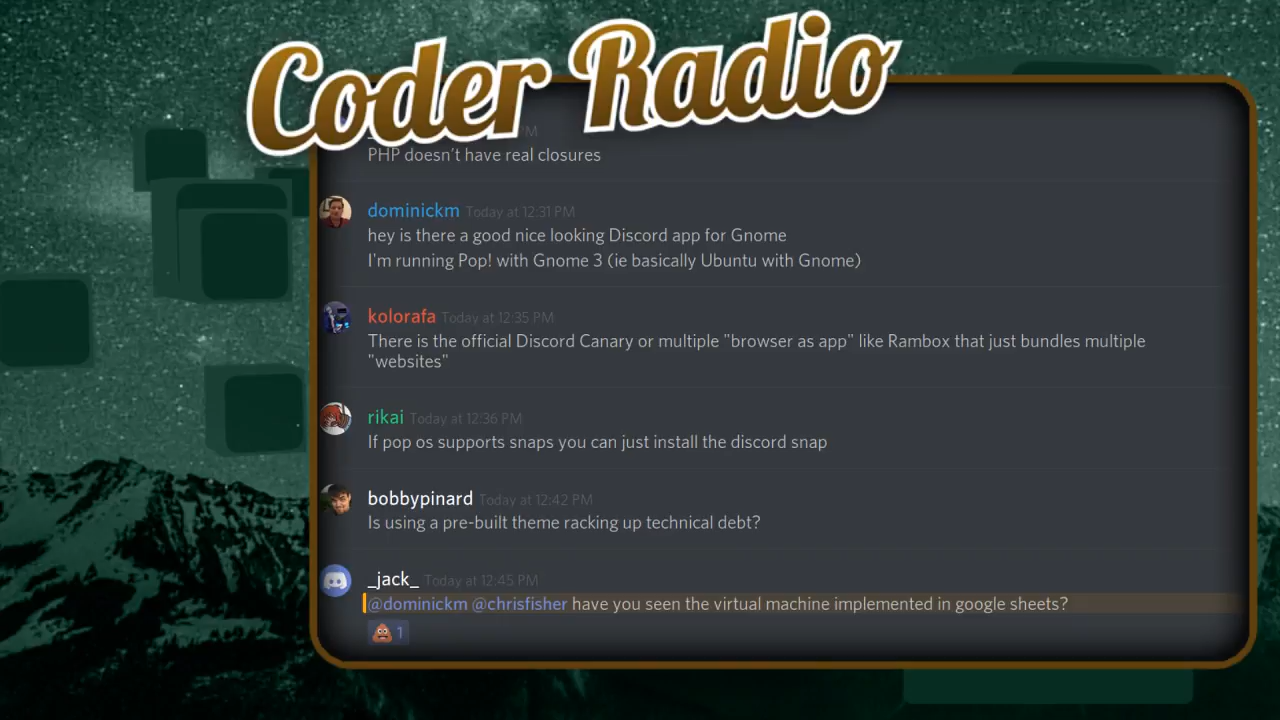 Coder Radio
PM
PHP doesn't have real closures
dominickm Today at 12:31 PM
hey is there a good nice looking Discord app for Gnome
I'm running Pop! with Gnome 3 (ie basically Ubuntu with Gnome)
kolorafa Today at 12:35 PM
There is the official Discord Canary or multiple "browser as app" like Rambox that just bundles multiple
"websites"
rikai Today at 12:36 PM
If pop os supports snaps you can just install the discord snap
bobbypinard Today at 12:42 PM
Is using a pre-built theme racking up technical debt?
_jack_ Today at 12:45 PM
@dominickm @chrisfisher have you seen the virtual machine implemented in google sheets?
1